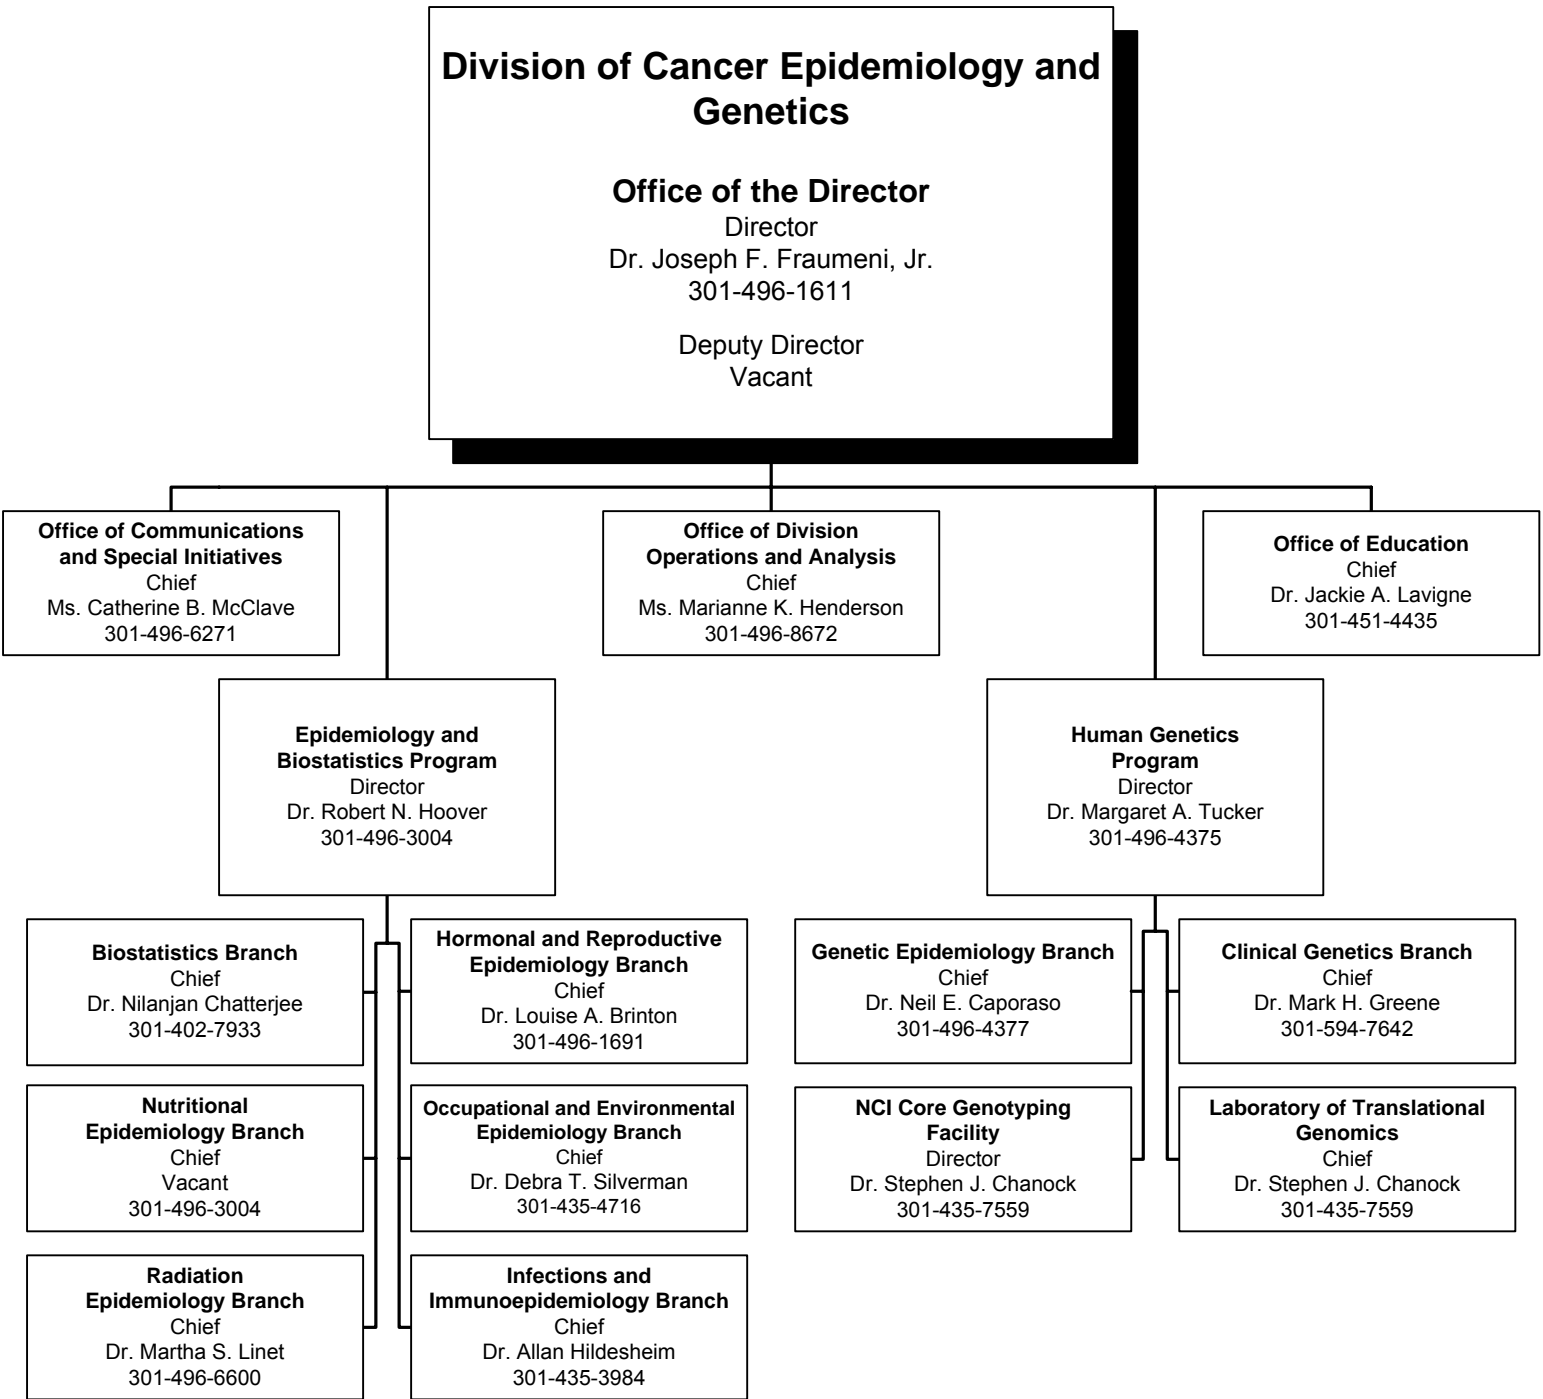 Division of Cancer Epidemiology and
Genetics
Office of the Director
Director
Dr. Joseph F. Fraumeni, Jr.
301-496-1611
Deputy Director
Vacant
Office of Communications
and Special Initiatives
Chief
Ms. Catherine B. McClave
301-496-6271
Office of Division
Operations and Analysis
Chief
Ms. Marianne K. Henderson
301-496-8672
Office of Education
Chief
Dr. Jackie A. Lavigne
301-451-4435
Epidemiology and
Biostatistics Program
Director
Dr. Robert N. Hoover
301-496-3004
Human Genetics
Program
Director
Dr. Margaret A. Tucker
301-496-4375
Biostatistics Branch
Chief
Dr. Nilanjan Chatterjee
301-402-7933
Hormonal and Reproductive
Epidemiology Branch
Chief
Dr. Louise A. Brinton
301-496-1691
Genetic Epidemiology Branch
Chief
Dr. Neil E. Caporaso
301-496-4377
Clinical Genetics Branch
Chief
Dr. Mark H. Greene
301-594-7642
Nutritional
Epidemiology Branch
Chief
Vacant
301-496-3004
Occupational and Environmental
Epidemiology Branch
Chief
Dr. Debra T. Silverman
301-435-4716
NCI Core Genotyping
Facility
Director
Dr. Stephen J. Chanock
301-435-7559
Laboratory of Translational
Genomics
Chief
Dr. Stephen J. Chanock
301-435-7559
Radiation
Epidemiology Branch
Chief
Dr. Martha S. Linet
301-496-6600
Infections and
Immunoepidemiology Branch
Chief
Dr. Allan Hildesheim
301-435-3984